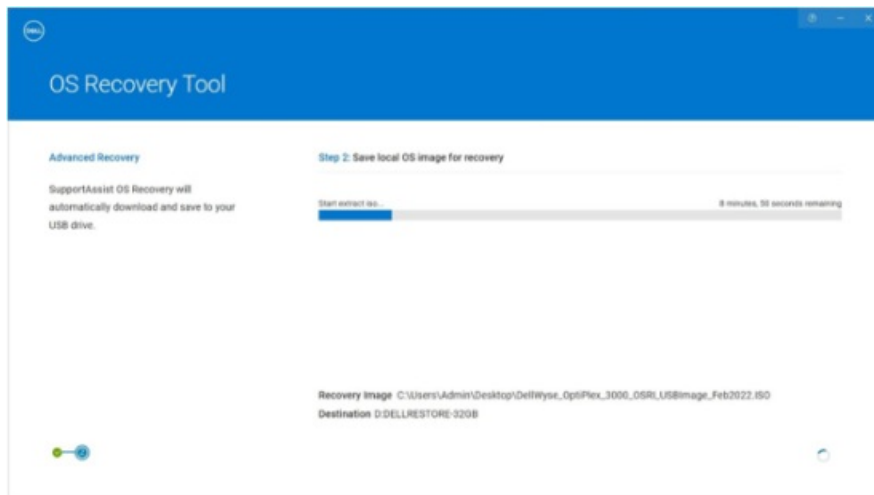 DELL
OS Recovery Tool
Advanced Recovery
Step 2: Save local OS image for recovery
SupportAssist OS Recovery will
automatically download and save to your
USB drive.
Start extract iso...
8 minutes, 50 seconds remaining
Recovery Image C:\Users\Admin\Desktop\DellWyse_OptiPlex_3000_OSRI_USBImage_Feb2022.ISO
Destination D:DELLRESTORE-32GB